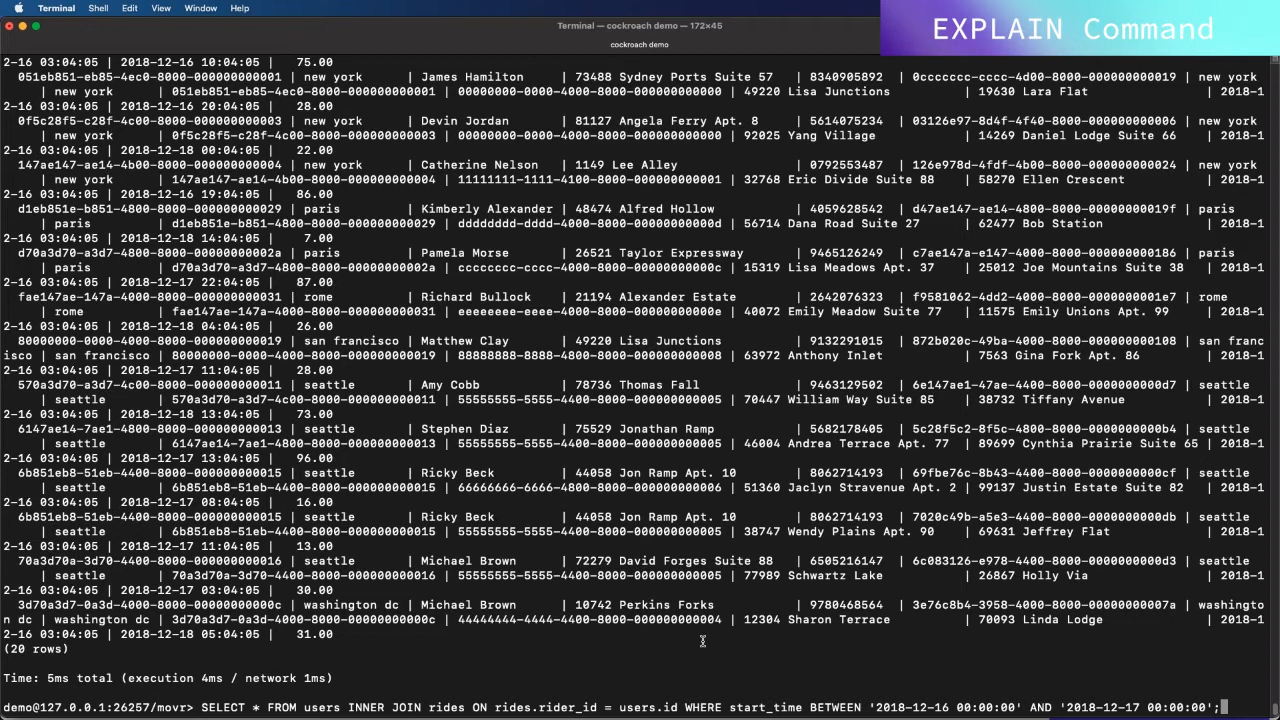 Terminal Shell Edit View Window Help
Terminal — cockroach demo — 172×45
EXPLAIN Command
cockroach demo
2-16 03:04:05 | 2018-12-16 10:04:05 | 75.00
051eb851-eb85-4ec0-8000-000000000001 | new york | James Hamilton | 73488 Sydney Ports Suite 57 | 8340905892 | 0ccccccc-cccc-4d00-8000-000000000019 | new york
| new york | 051eb851-eb85-4ec0-8000-000000000001 | 00000000-0000-4000-8000-000000000000 | 49220 Lisa Junctions | 19630 Lara Flat | 2018-1
2-16 03:04:05 | 2018-12-16 20:04:05 | 28.00
0f5c28f5-c28f-4c00-8000-000000000003 | new york | Devin Jordan | 81127 Angela Ferry Apt. 8 | 5614075234 | 03126e97-8d4f-4f40-8000-000000000006 | new york
| new york | 0f5c28f5-c28f-4c00-8000-000000000003 | 00000000-0000-4000-8000-000000000000 | 92025 Yang Village | 14269 Daniel Lodge Suite 66 | 2018-1
2-16 03:04:05 | 2018-12-18 00:04:05 | 22.00
147ae147-ae14-4b00-8000-000000000004 | new york | Catherine Nelson | 1149 Lee Alley | 0792553487 | 126e978d-4fdf-4b00-8000-000000000024 | new york
| new york | 147ae147-ae14-4b00-8000-000000000004 | 11111111-1111-4100-8000-000000000001 | 32768 Eric Divide Suite 88 | 58270 Ellen Crescent | 2018-1
2-16 03:04:05 | 2018-12-16 19:04:05 | 86.00
d1eb851e-b851-4800-8000-000000000029 | paris | Kimberly Alexander | 48474 Alfred Hollow | 4059628542 | d47ae147-ae14-4800-8000-00000000019f | paris
| paris | d1eb851e-b851-4800-8000-000000000029 | dddddddd-dddd-4000-8000-00000000000d | 56714 Dana Road Suite 27 | 62477 Bob Station | 2018-1
2-16 03:04:05 | 2018-12-18 14:04:05 | 7.00
d70a3d70-a3d7-4800-8000-00000000002a | paris | Pamela Morse | 26521 Taylor Expressway | 9465126249 | c7ae147a-e147-4800-8000-000000000186 | paris
| paris | d70a3d70-a3d7-4800-8000-00000000002a | cccccccc-cccc-4000-8000-00000000000c | 15319 Lisa Meadows Apt. 37 | 25012 Joe Mountains Suite 38 | 2018-1
2-16 03:04:05 | 2018-12-17 22:04:05 | 87.00
fae147ae-147a-4000-8000-000000000031 | rome | Richard Bullock | 21194 Alexander Estate | 2642076323 | f9581062-4dd2-4000-8000-0000000001e7 | rome
| rome | fae147ae-147a-4000-8000-000000000031 | eeeeeeee-eeee-4000-8000-00000000000e | 40072 Emily Meadow Suite 77 | 11575 Emily Unions Apt. 99 | 2018-1
2-16 03:04:05 | 2018-12-18 04:04:05 | 26.00
80000000-0000-4000-8000-000000000019 | san francisco | Matthew Clay | 49220 Lisa Junctions | 9132291015 | 872b020c-49ba-4000-8000-000000000108 | san franc
isco | san francisco | 80000000-0000-4000-8000-000000000019 | 88888888-8888-4800-8000-000000000008 | 63972 Anthony Inlet | 7563 Gina Fork Apt. 86 | 2018-1
2-16 03:04:05 | 2018-12-17 11:04:05 | 28.00
570a3d70-a3d7-4c00-8000-000000000011 | seattle | Amy Cobb | 78736 Thomas Fall | 9463129502 | 6e147ae1-47ae-4400-8000-0000000000d7 | seattle
| seattle | 570a3d70-a3d7-4c00-8000-000000000011 | 55555555-5555-4400-8000-000000000005 | 70447 William Way Suite 85 | 38732 Tiffany Avenue | 2018-1
2-16 03:04:05 | 2018-12-18 13:04:05 | 73.00
6147ae14-7ae1-4800-8000-000000000013 | seattle | Stephen Diaz | 75529 Jonathan Ramp | 5682178405 | 5c28f5c2-8f5c-4800-8000-0000000000b4 | seattle
| seattle | 6147ae14-7ae1-4800-8000-000000000013 | 55555555-5555-4400-8000-000000000005 | 46004 Andrea Terrace Apt. 77 | 89699 Cynthia Prairie Suite 65 | 2018-1
2-16 03:04:05 | 2018-12-17 13:04:05 | 96.00
6b851eb8-51eb-4400-8000-000000000015 | seattle | Ricky Beck | 44058 Jon Ramp Apt. 10 | 8062714193 | 69fbe76c-8b43-4400-8000-0000000000cf | seattle
| seattle | 6b851eb8-51eb-4400-8000-000000000015 | 66666666-6666-4800-8000-000000000006 | 51360 Jaclyn Stravenue Apt. 2 | 99137 Justin Estate Suite 82 | 2018-1
2-16 03:04:05 | 2018-12-17 08:04:05 | 16.00
6b851eb8-51eb-4400-8000-000000000015 | seattle | Ricky Beck | 44058 Jon Ramp Apt. 10 | 8062714193 | 7020c49b-a5e3-4400-8000-0000000000db | seattle
| seattle | 6b851eb8-51eb-4400-8000-000000000015 | 55555555-5555-4400-8000-000000000005 | 38747 Wendy Plains Apt. 90 | 69631 Jeffrey Flat | 2018-1
2-16 03:04:05 | 2018-12-17 11:04:05 | 13.00
70a3d70a-3d70-4400-8000-000000000016 | seattle | Michael Brown | 72279 David Forges Suite 88 | 6505216147 | 6c083126-e978-4400-8000-0000000000d3 | seattle
| seattle | 70a3d70a-3d70-4400-8000-000000000016 | 55555555-5555-4400-8000-000000000005 | 77989 Schwartz Lake | 26867 Holly Via | 2018-1
2-16 03:04:05 | 2018-12-17 03:04:05 | 30.00
3d70a3d7-0a3d-4000-8000-00000000000c | washington dc | Michael Brown | 10742 Perkins Forks | 9780468564 | 3e76c8b4-3958-4000-8000-00000000007a | washingto
n dc | washington dc | 3d70a3d7-0a3d-4000-8000-00000000000c | 44444444-4444-4400-8000-000000000004 | 12304 Sharon Terrace | 70093 Linda Lodge | 2018-1
2-16 03:04:05 | 2018-12-18 05:04:05 | 31.00
(20 rows)
Time: 5ms total (execution 4ms / network 1ms)
demo@127.0.0.1:26257/movr> SELECT * FROM users INNER JOIN rides ON rides.rider_id = users.id WHERE start_time BETWEEN '2018-12-16 00:00:00' AND '2018-12-17 00:00:00';